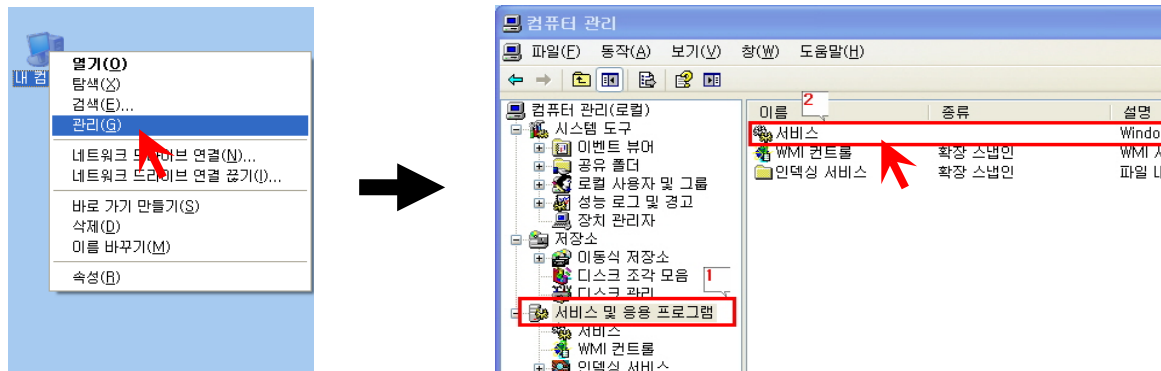 내 컴
열기(O)
탐색(X)
검색(E)...
관리(G)
네트워크 드라이브 연결(N)...
네트워크 드라이브 연결 끊기(I)...
바로 가기 만들기(S)
삭제(D)
이름 바꾸기(M)
속성(R)
컴퓨터 관리
파일(F) 동작(A) 보기(V) 창(W) 도움말(H)
컴퓨터 관리(로컬)
시스템 도구
이벤트 뷰어
공유 폴더
로컬 사용자 및 그룹
성능 로그 및 경고
장치 관리자
저장소
이동식 저장소
디스크 조각 모음
1
디스크 관리
서비스 및 응용 프로그램
서비스
WMI 컨트롤
인덱싱 서비스
2
이름 종류 설명
서비스 Windo
WMI 컨트롤 확장 스냅인 WMI
인덱싱 서비스 확장 스냅인 파일